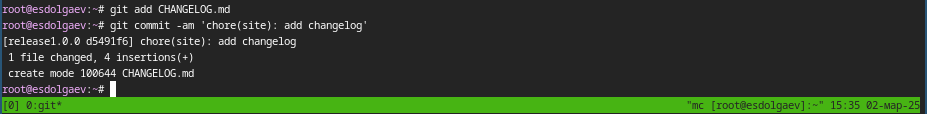 root@esdolgaev:~# git add CHANGELOG.md
root@esdolgaev:~# git commit -am 'chore(site): add changelog'
[release1.0.0 d5491f6] chore(site): add changelog
 1 file changed, 4 insertions(+)
 create mode 100644 CHANGELOG.md
root@esdolgaev:~#
[0] 0:git* "mc [root@esdolgaev]:~" 15:35 02-мар-25